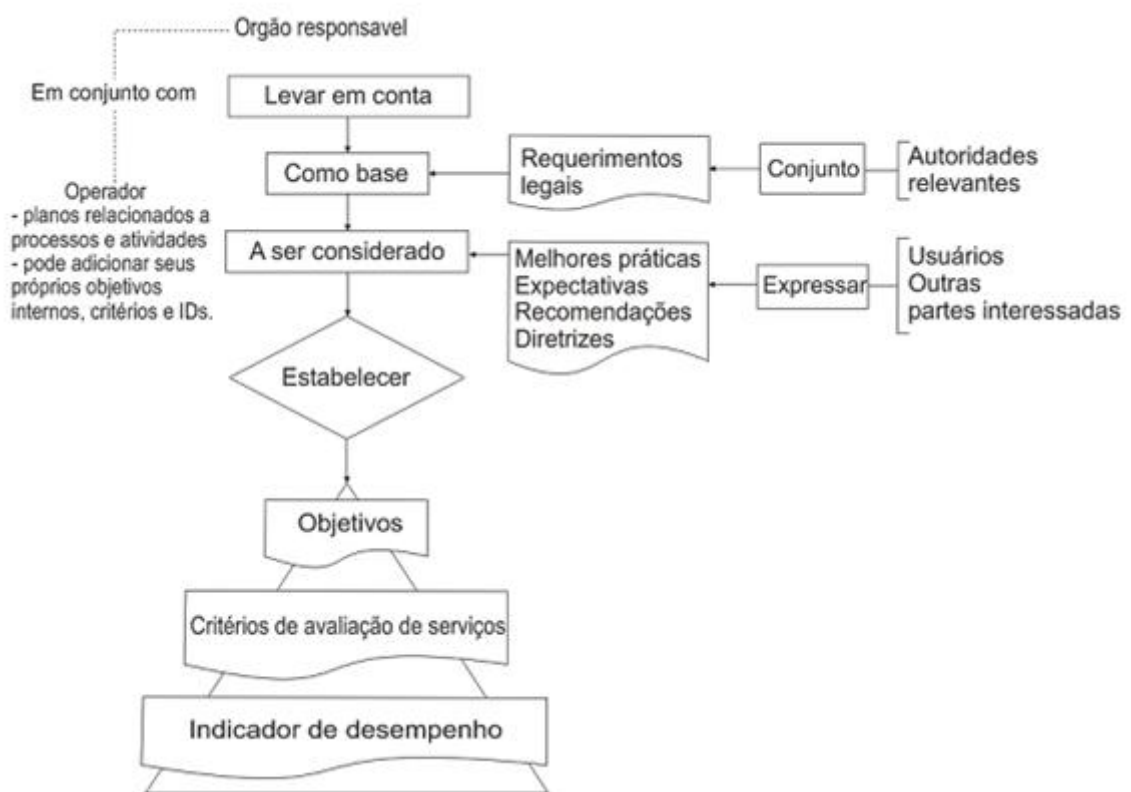 Orgão responsavel
Em conjunto com
Operador
- planos relacionados a
processos e atividades
- pode adicionar seus
próprios objetivos
internos, critérios e IDs.
Levar em conta
Como base
Requerimentos
legais
Conjunto
Autoridades
relevantes
A ser considerado
Melhores práticas
Expectativas
Recomendações
Diretrizes
Expressar
Usuários
Outras
partes interessadas
Estabelecer
Objetivos
Critérios de avaliação de serviços
Indicador de desempenho